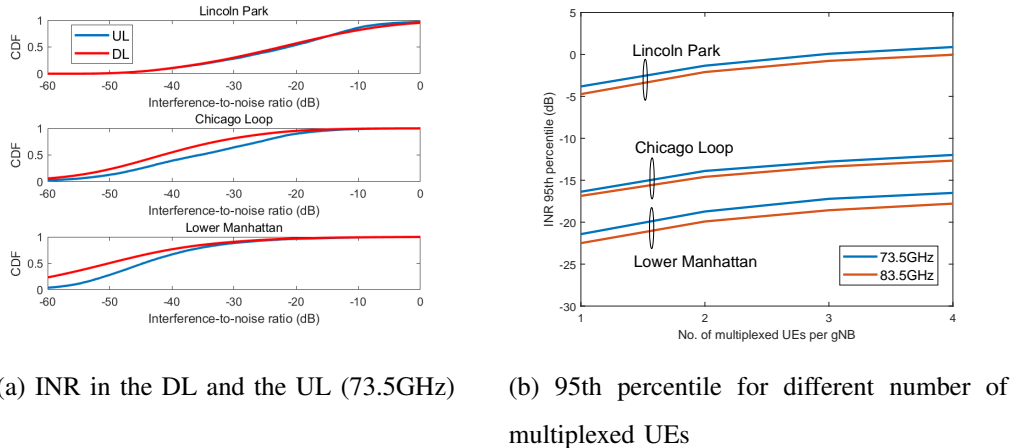 Lincoln Park
CDF
1
0.5
0
UL
DL
-60 -50 -40 -30 -20 -10 0
Interference-to-noise ratio (dB)
Chicago Loop
CDF
1
0.5
0
-60 -50 -40 -30 -20 -10 0
Interference-to-noise ratio (dB)
Lower Manhattan
CDF
1
0.5
0
-60 -50 -40 -30 -20 -10 0
Interference-to-noise ratio (dB)
(a) INR in the DL and the UL (73.5GHz)
INR 95th percentile (dB)
5
0
-5
-10
-15
-20
-25
-30
Lincoln Park
Chicago Loop
Lower Manhattan
73.5GHz
83.5GHz
1 2 3 4
No. of multiplexed UEs per gNB
(b) 95th percentile for different number of
multiplexed UEs